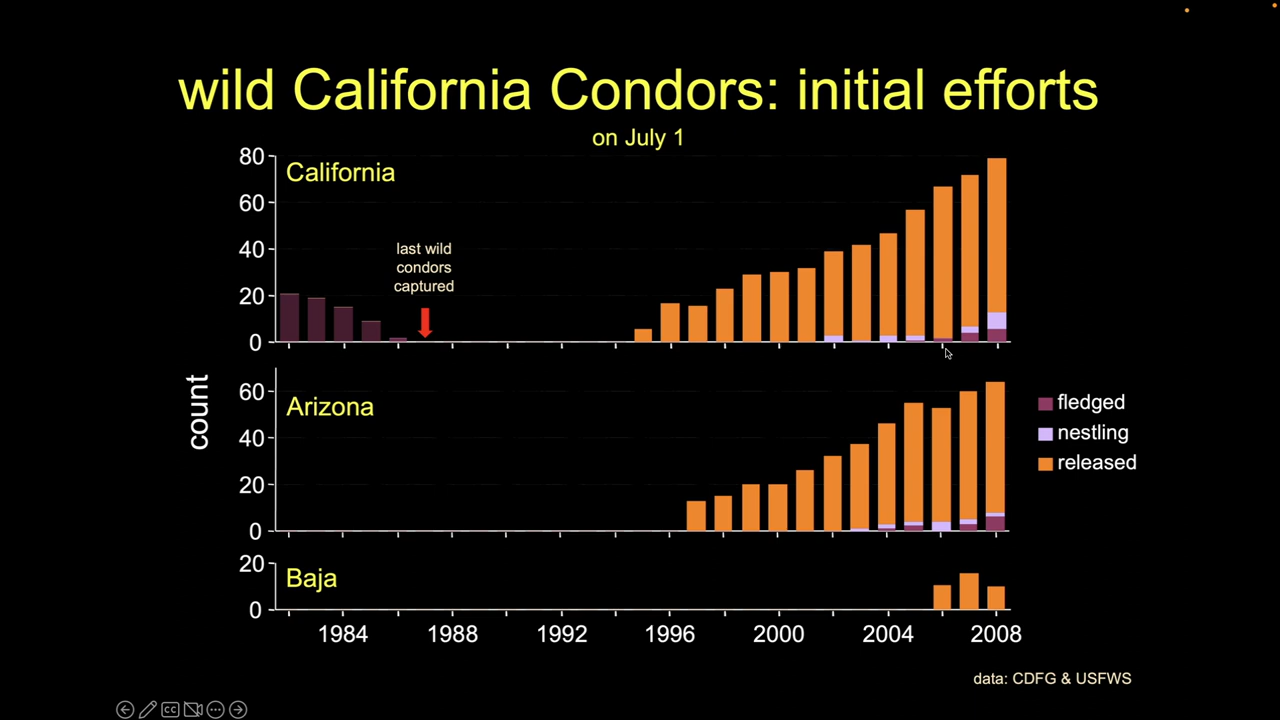 wild California Condors: initial efforts
on July 1
80
California
60
40
20
0
last wild
condors
captured
count
Arizona
60
40
20
0
fledged
nestling
released
20
Baja
0
1984 1988 1992 1996 2000 2004 2008
data: CDFG & USFWS
CC